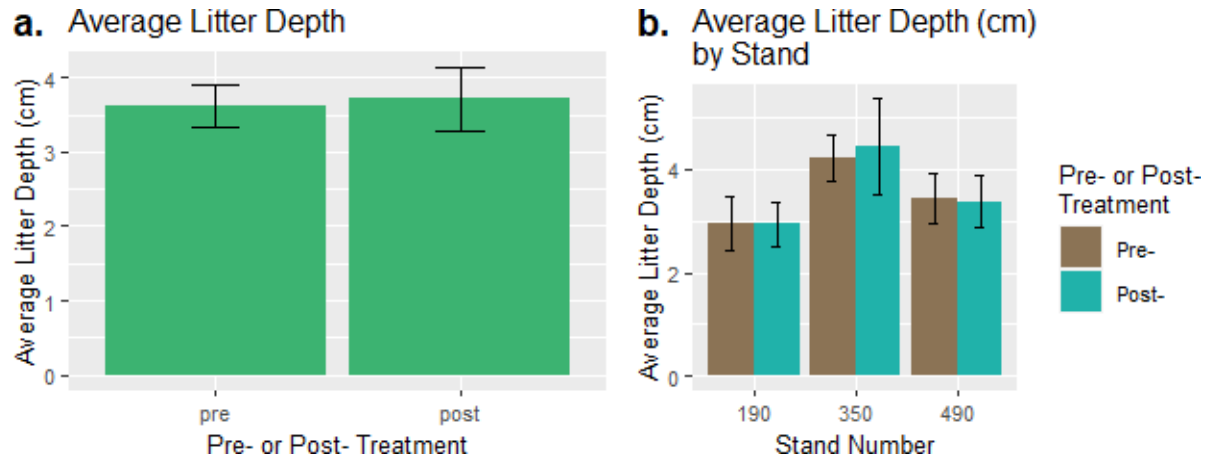 a. Average Litter Depth
Average Litter Depth (cm)
4
3
2
1
0
pre post
Pre- or Post- Treatment
b. Average Litter Depth (cm)
by Stand
Average Litter Depth (cm)
4
2
0
190 350 490
Stand Number
Pre- or Post-
Treatment
Pre-
Post-